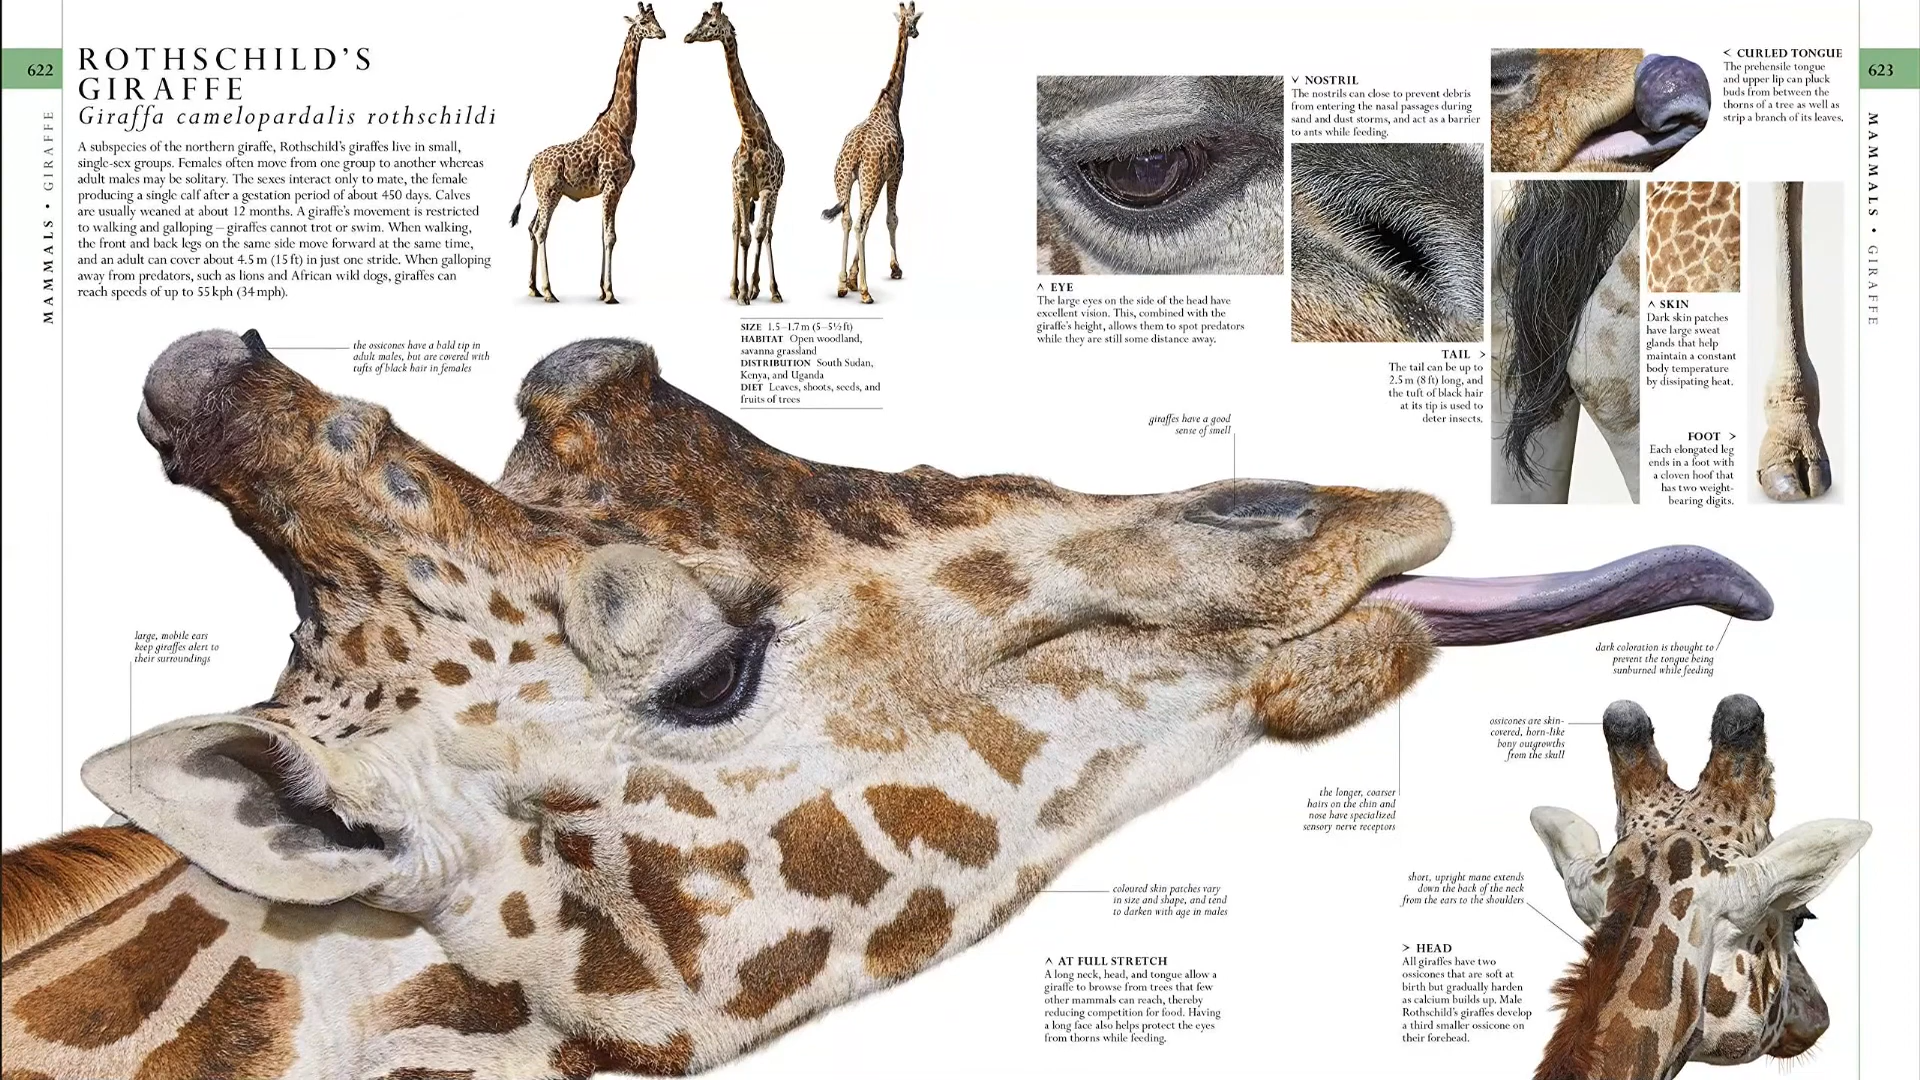 622
MAMMALS • GIRAFFE
ROTHSCHILD'S
GIRAFFE
Giraffa camelopardalis rothschildi
A subspecies of the northern giraffe, Rothschild's giraffes live in small,
single-sex groups. Females often move from one group to another whereas
adult males may be solitary. The sexes interact only to mate, the female
producing a single calf after a gestation period of about 450 days. Calves
are usually weaned at about 12 months. A giraffe's movement is restricted
to walking and galloping – giraffes cannot trot or swim. When walking,
the front and back legs on the same side move forward at the same time,
and an adult can cover about 4.5 m (15 ft) in just one stride. When galloping
away from predators, such as lions and African wild dogs, giraffes can
reach speeds of up to 55 kph (34 mph).
SIZE 1.5–1.7 m (5–5½ ft)
HABITAT Open woodland,
savanna grassland
DISTRIBUTION South Sudan,
Kenya, and Uganda
DIET Leaves, shoots, seeds, and
fruits of trees
the ossicones have a bald tip in
adult males, but are covered with
tufts of black hair in females
large, mobile ears
keep giraffes alert to
their surroundings
˄ EYE
The large eyes on the side of the head have
excellent vision. This, combined with the
giraffe's height, allows them to spot predators
while they are still some distance away.
˅ NOSTRIL
The nostrils can close to prevent debris
from entering the nasal passages during
sand and dust storms, and act as a barrier
to ants while feeding.
< CURLED TONGUE
The prehensile tongue
and upper lip can pluck
buds from between the
thorns of a tree as well as
strip a branch of its leaves.
623
MAMMALS • GIRAFFE
TAIL >
The tail can be up to
2.5 m (8 ft) long, and
the tuft of black hair
at its tip is used to
deter insects.
˄ SKIN
Dark skin patches
have large sweat
glands that help
maintain a constant
body temperature
by dissipating heat.
FOOT >
Each elongated leg
ends in a foot with
a cloven hoof that
has two weight-
bearing digits.
giraffes have a good
sense of smell
dark coloration is thought to
prevent the tongue being
sunburned while feeding
ossicones are skin-
covered, horn-like
bony outgrowths
from the skull
the longer, coarser
hairs on the chin and
nose have specialized
sensory nerve receptors
coloured skin patches vary
in size and shape, and tend
to darken with age in males
short, upright mane extends
down the back of the neck
from the ears to the shoulders
˄ AT FULL STRETCH
A long neck, head, and tongue allow a
giraffe to browse from trees that few
other mammals can reach, thereby
reducing competition for food. Having
a long face also helps protect the eyes
from thorns while feeding.
> HEAD
All giraffes have two
ossicones that are soft at
birth but gradually harden
as calcium builds up. Male
Rothschild's giraffes develop
a third smaller ossicone on
their forehead.